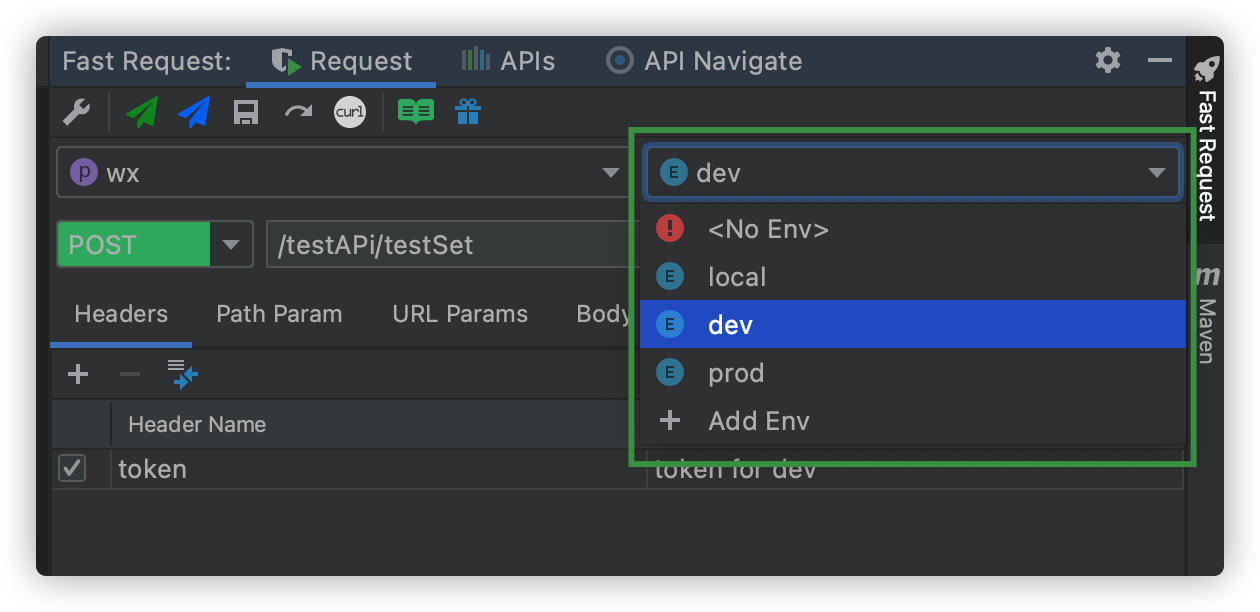 Fast Request: Request APIs API Navigate
curl
p wx
E dev
! <No Env>
E local
E dev
E prod
Add Env
POST /testAPi/testSet
Headers Path Param URL Params Body
Header Name
token token for dev
Fast Request
m Maven